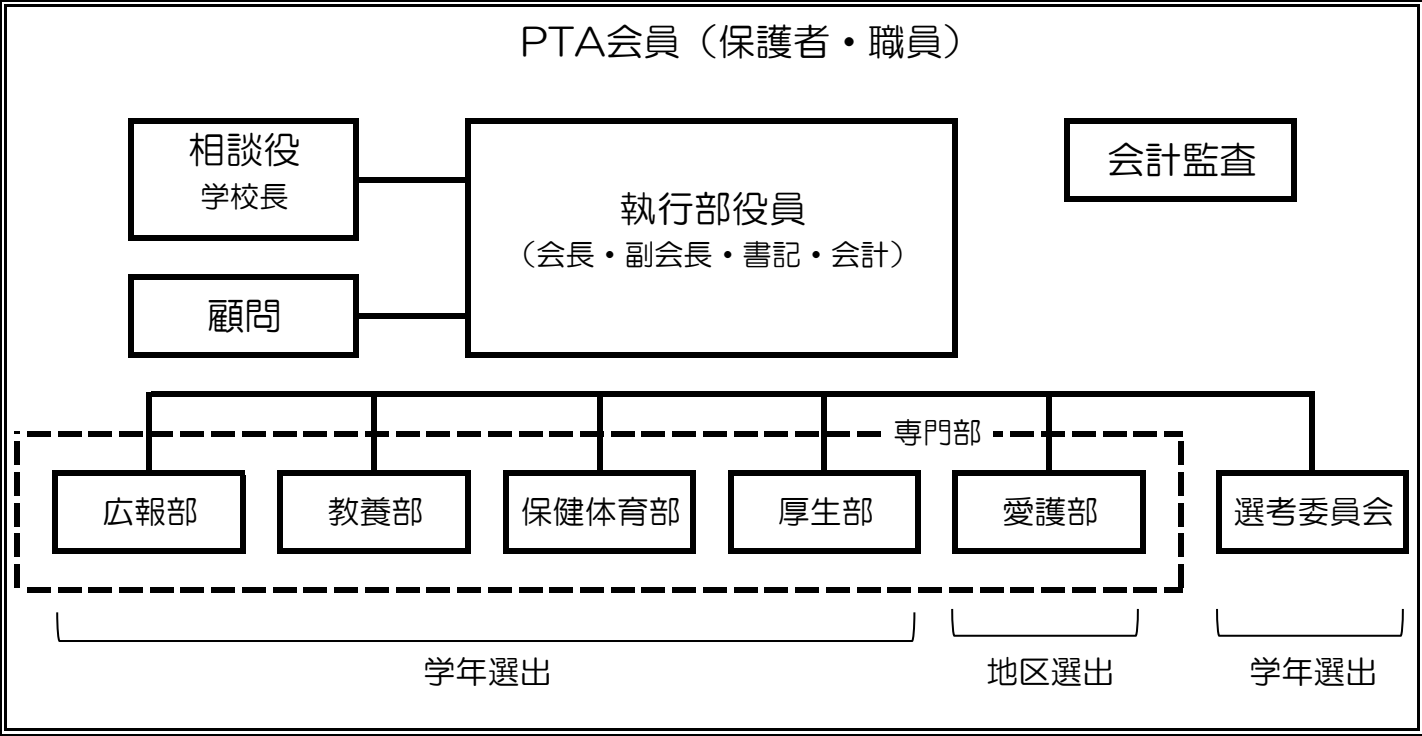 PTA会員（保護者・職員）
相談役
学校長
執行部役員
（会長・副会長・書記・会計）
会計監査
顧問
専門部
広報部
教養部
保健体育部
厚生部
愛護部
選考委員会
学年選出
地区選出
学年選出